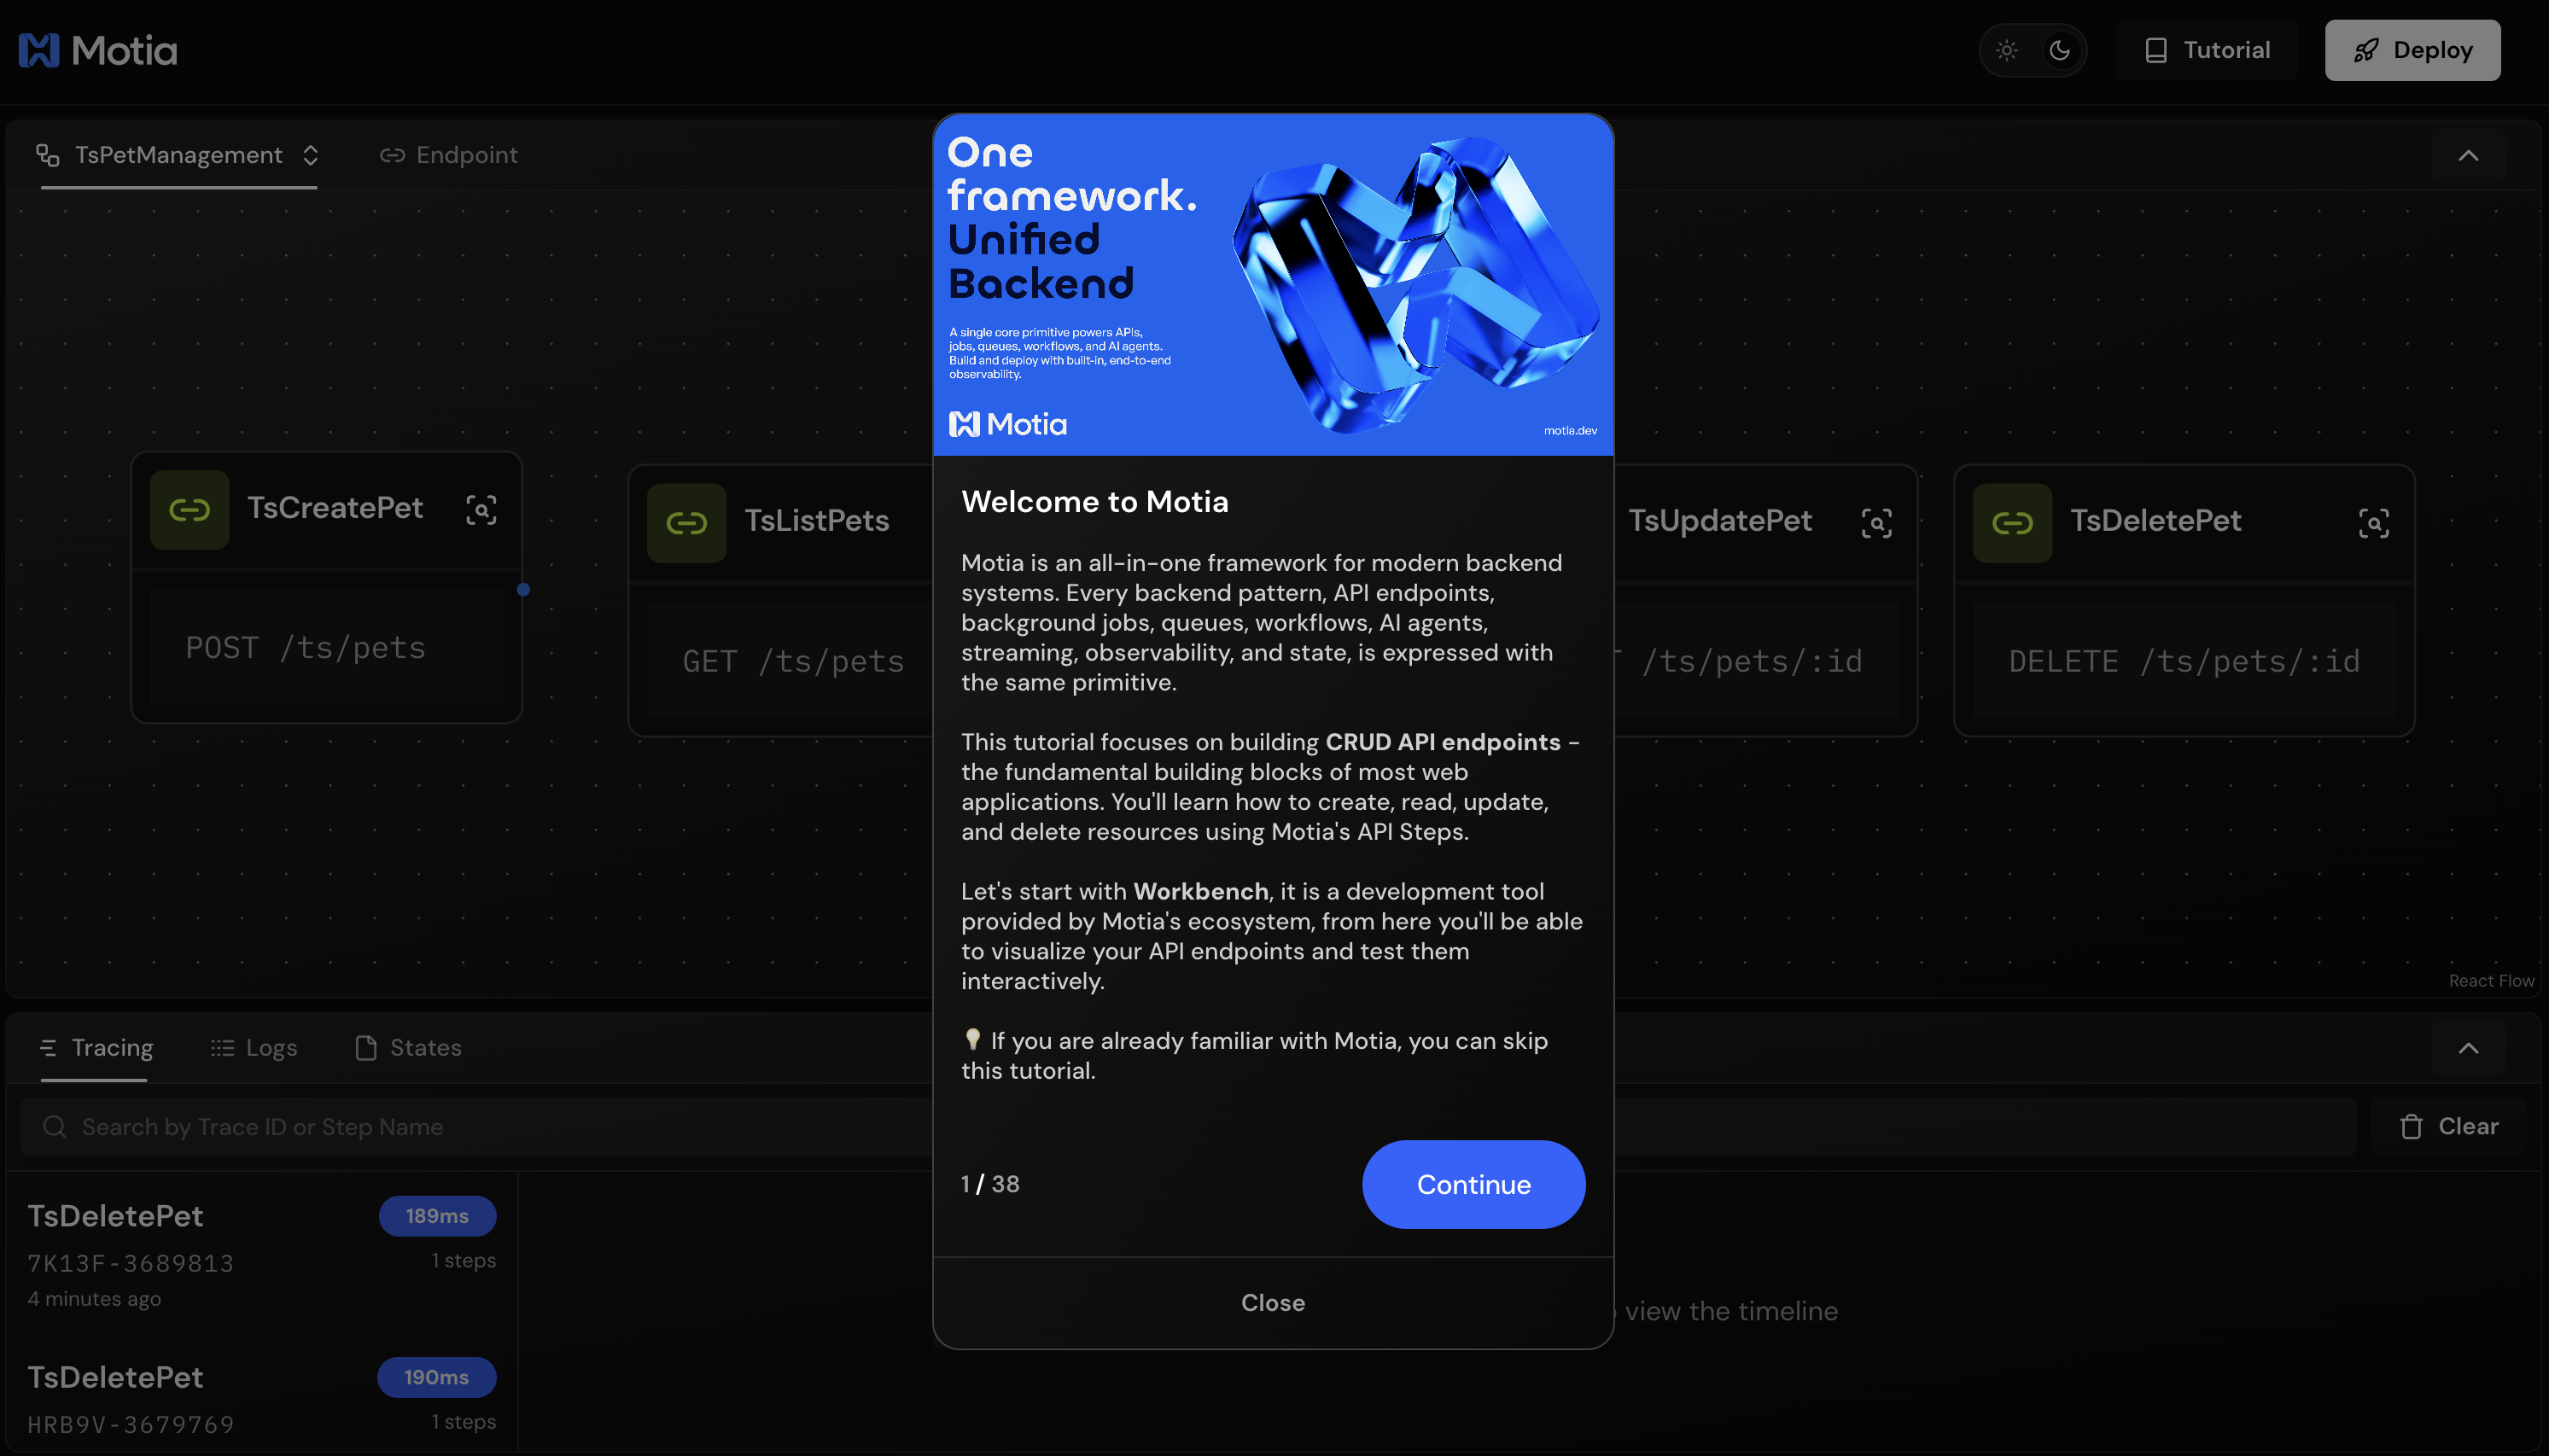 Motia
Tutorial
Deploy
TsPetManagement
Endpoint
One
framework.
Unified
Backend
A single core primitive powers APIs,
jobs, queues, workflows, and AI agents.
Build and deploy with built-in, end-to-end
observability.
Motia
motia.dev
TsCreatePet
POST /ts/pets
TsListPets
GET /ts/pets
TsUpdatePet
/ts/pets/:id
TsDeletePet
DELETE /ts/pets/:id
Welcome to Motia
Motia is an all-in-one framework for modern backend
systems. Every backend pattern, API endpoints,
background jobs, queues, workflows, AI agents,
streaming, observability, and state, is expressed with
the same primitive.
This tutorial focuses on building CRUD API endpoints -
the fundamental building blocks of most web
applications. You'll learn how to create, read, update,
and delete resources using Motia's API Steps.
Let's start with Workbench, it is a development tool
provided by Motia's ecosystem, from here you'll be able
to visualize your API endpoints and test them
interactively.
💡 If you are already familiar with Motia, you can skip
this tutorial.
1 / 38
Continue
Close
React Flow
Tracing
Logs
States
Search by Trace ID or Step Name
Clear
TsDeletePet
189ms
7K13F-3689813
1 steps
4 minutes ago
TsDeletePet
190ms
HRB9V-3679769
1 steps
view the timeline